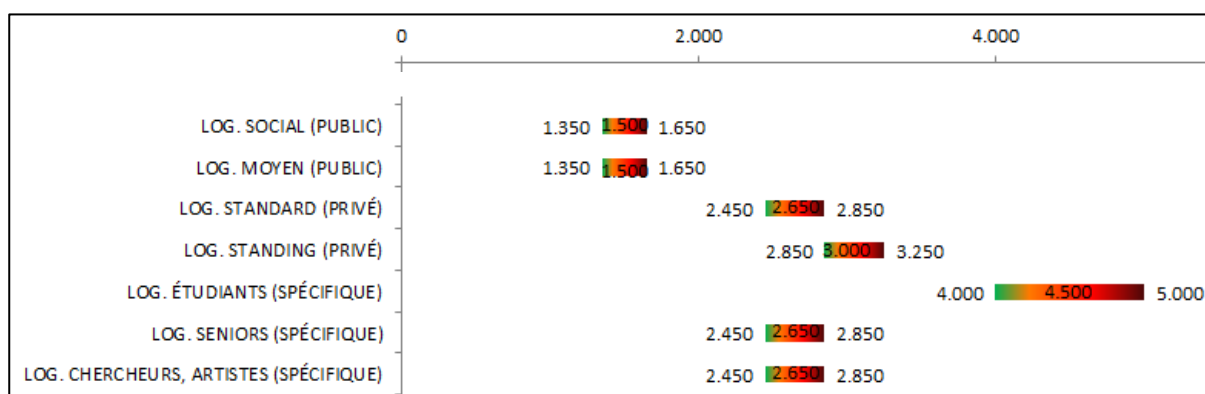 0 2.000 4.000
LOG. SOCIAL (PUBLIC) 1.350 1.500 1.650
LOG. MOYEN (PUBLIC) 1.350 1.500 1.650
LOG. STANDARD (PRIVÉ) 2.450 2.650 2.850
LOG. STANDING (PRIVÉ) 2.850 3.000 3.250
LOG. ÉTUDIANTS (SPÉCIFIQUE) 4.000 4.500 5.000
LOG. SENIORS (SPÉCIFIQUE) 2.450 2.650 2.850
LOG. CHERCHEURS, ARTISTES (SPÉCIFIQUE) 2.450 2.650 2.850